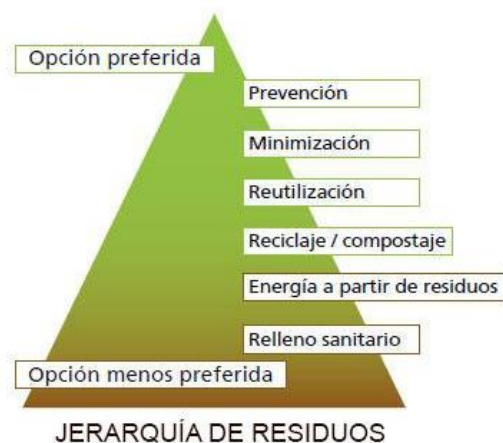 Opción preferida
Prevención
Minimización
Reutilización
Reciclaje / compostaje
Energía a partir de residuos
Relleno sanitario
Opción menos preferida
JERARQUÍA DE RESIDUOS